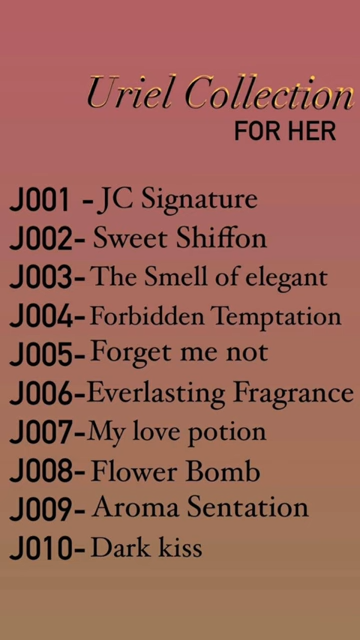 Uriel Collection
FOR HER
J001 -JC Signature
J002- Sweet Shiffon
J003- The Smell of elegant
J004- Forbidden Temptation
J005- Forget me not
J006-Everlasting Fragrance
J007-My love potion
J008- Flower Bomb
J009- Aroma Sentation
J010- Dark kiss